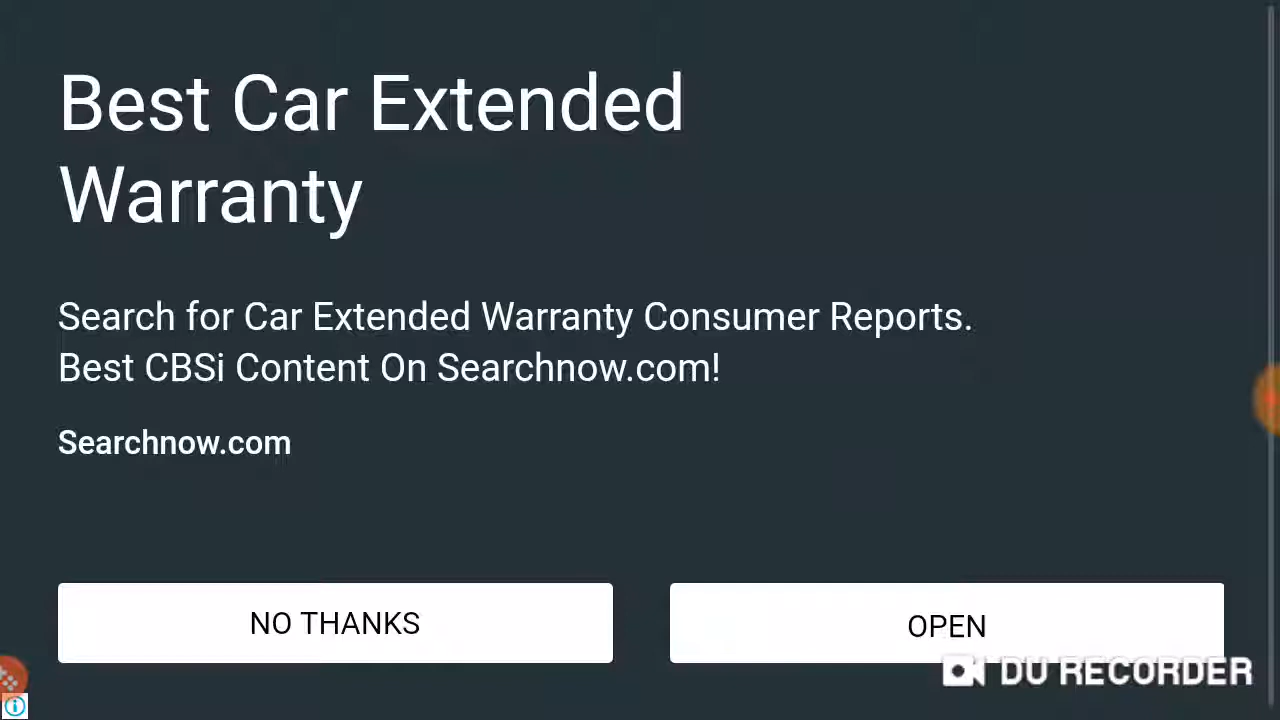 Best Car Extended
Warranty
Search for Car Extended Warranty Consumer Reports.
Best CBSi Content On Searchnow.com!
Searchnow.com
NO THANKS
OPEN
DU RECORDER